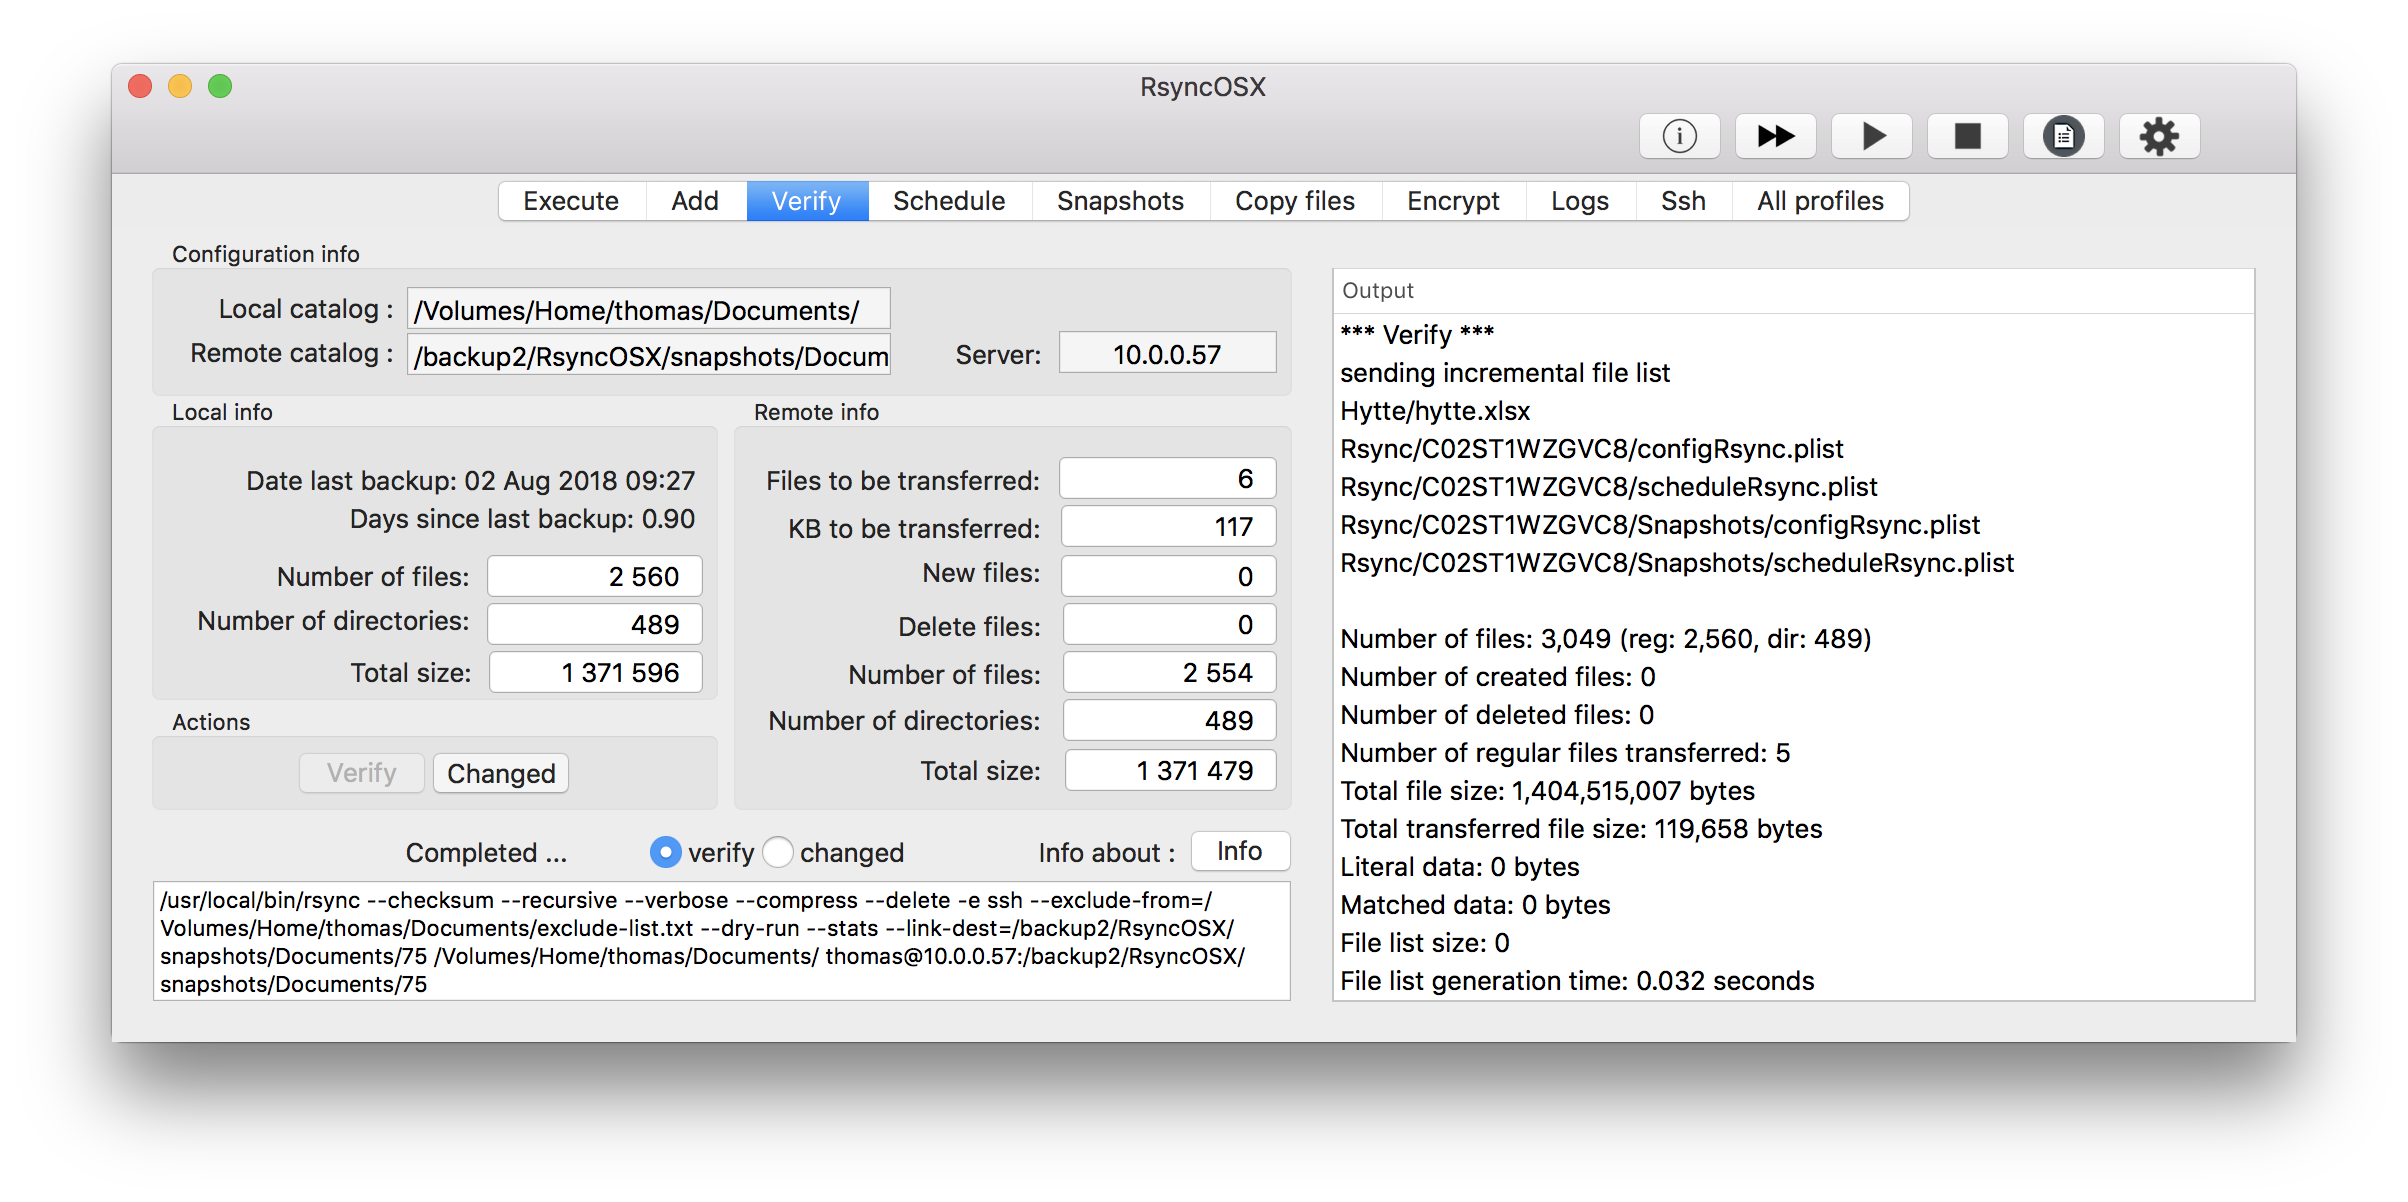 RsyncOSX
Execute Add Verify Schedule Snapshots Copy files Encrypt Logs Ssh All profiles
Configuration info
Local catalog : /Volumes/Home/thomas/Documents/
Remote catalog : /backup2/RsyncOSX/snapshots/Docum
Server: 10.0.0.57
Local info
Date last backup: 02 Aug 2018 09:27
Days since last backup: 0.90
Number of files: 2 560
Number of directories: 489
Total size: 1 371 596
Remote info
Files to be transferred: 6
KB to be transferred: 117
New files: 0
Delete files: 0
Number of files: 2 554
Number of directories: 489
Total size: 1 371 479
Actions
Verify Changed
Completed ... verify changed Info about : Info
/usr/local/bin/rsync --checksum --recursive --verbose --compress --delete -e ssh --exclude-from=/
Volumes/Home/thomas/Documents/exclude-list.txt --dry-run --stats --link-dest=/backup2/RsyncOSX/
snapshots/Documents/75 /Volumes/Home/thomas/Documents/ thomas@10.0.0.57:/backup2/RsyncOSX/
snapshots/Documents/75
Output
*** Verify ***
sending incremental file list
Hytte/hytte.xlsx
Rsync/C02ST1WZGVC8/configRsync.plist
Rsync/C02ST1WZGVC8/scheduleRsync.plist
Rsync/C02ST1WZGVC8/Snapshots/configRsync.plist
Rsync/C02ST1WZGVC8/Snapshots/scheduleRsync.plist
Number of files: 3,049 (reg: 2,560, dir: 489)
Number of created files: 0
Number of deleted files: 0
Number of regular files transferred: 5
Total file size: 1,404,515,007 bytes
Total transferred file size: 119,658 bytes
Literal data: 0 bytes
Matched data: 0 bytes
File list size: 0
File list generation time: 0.032 seconds